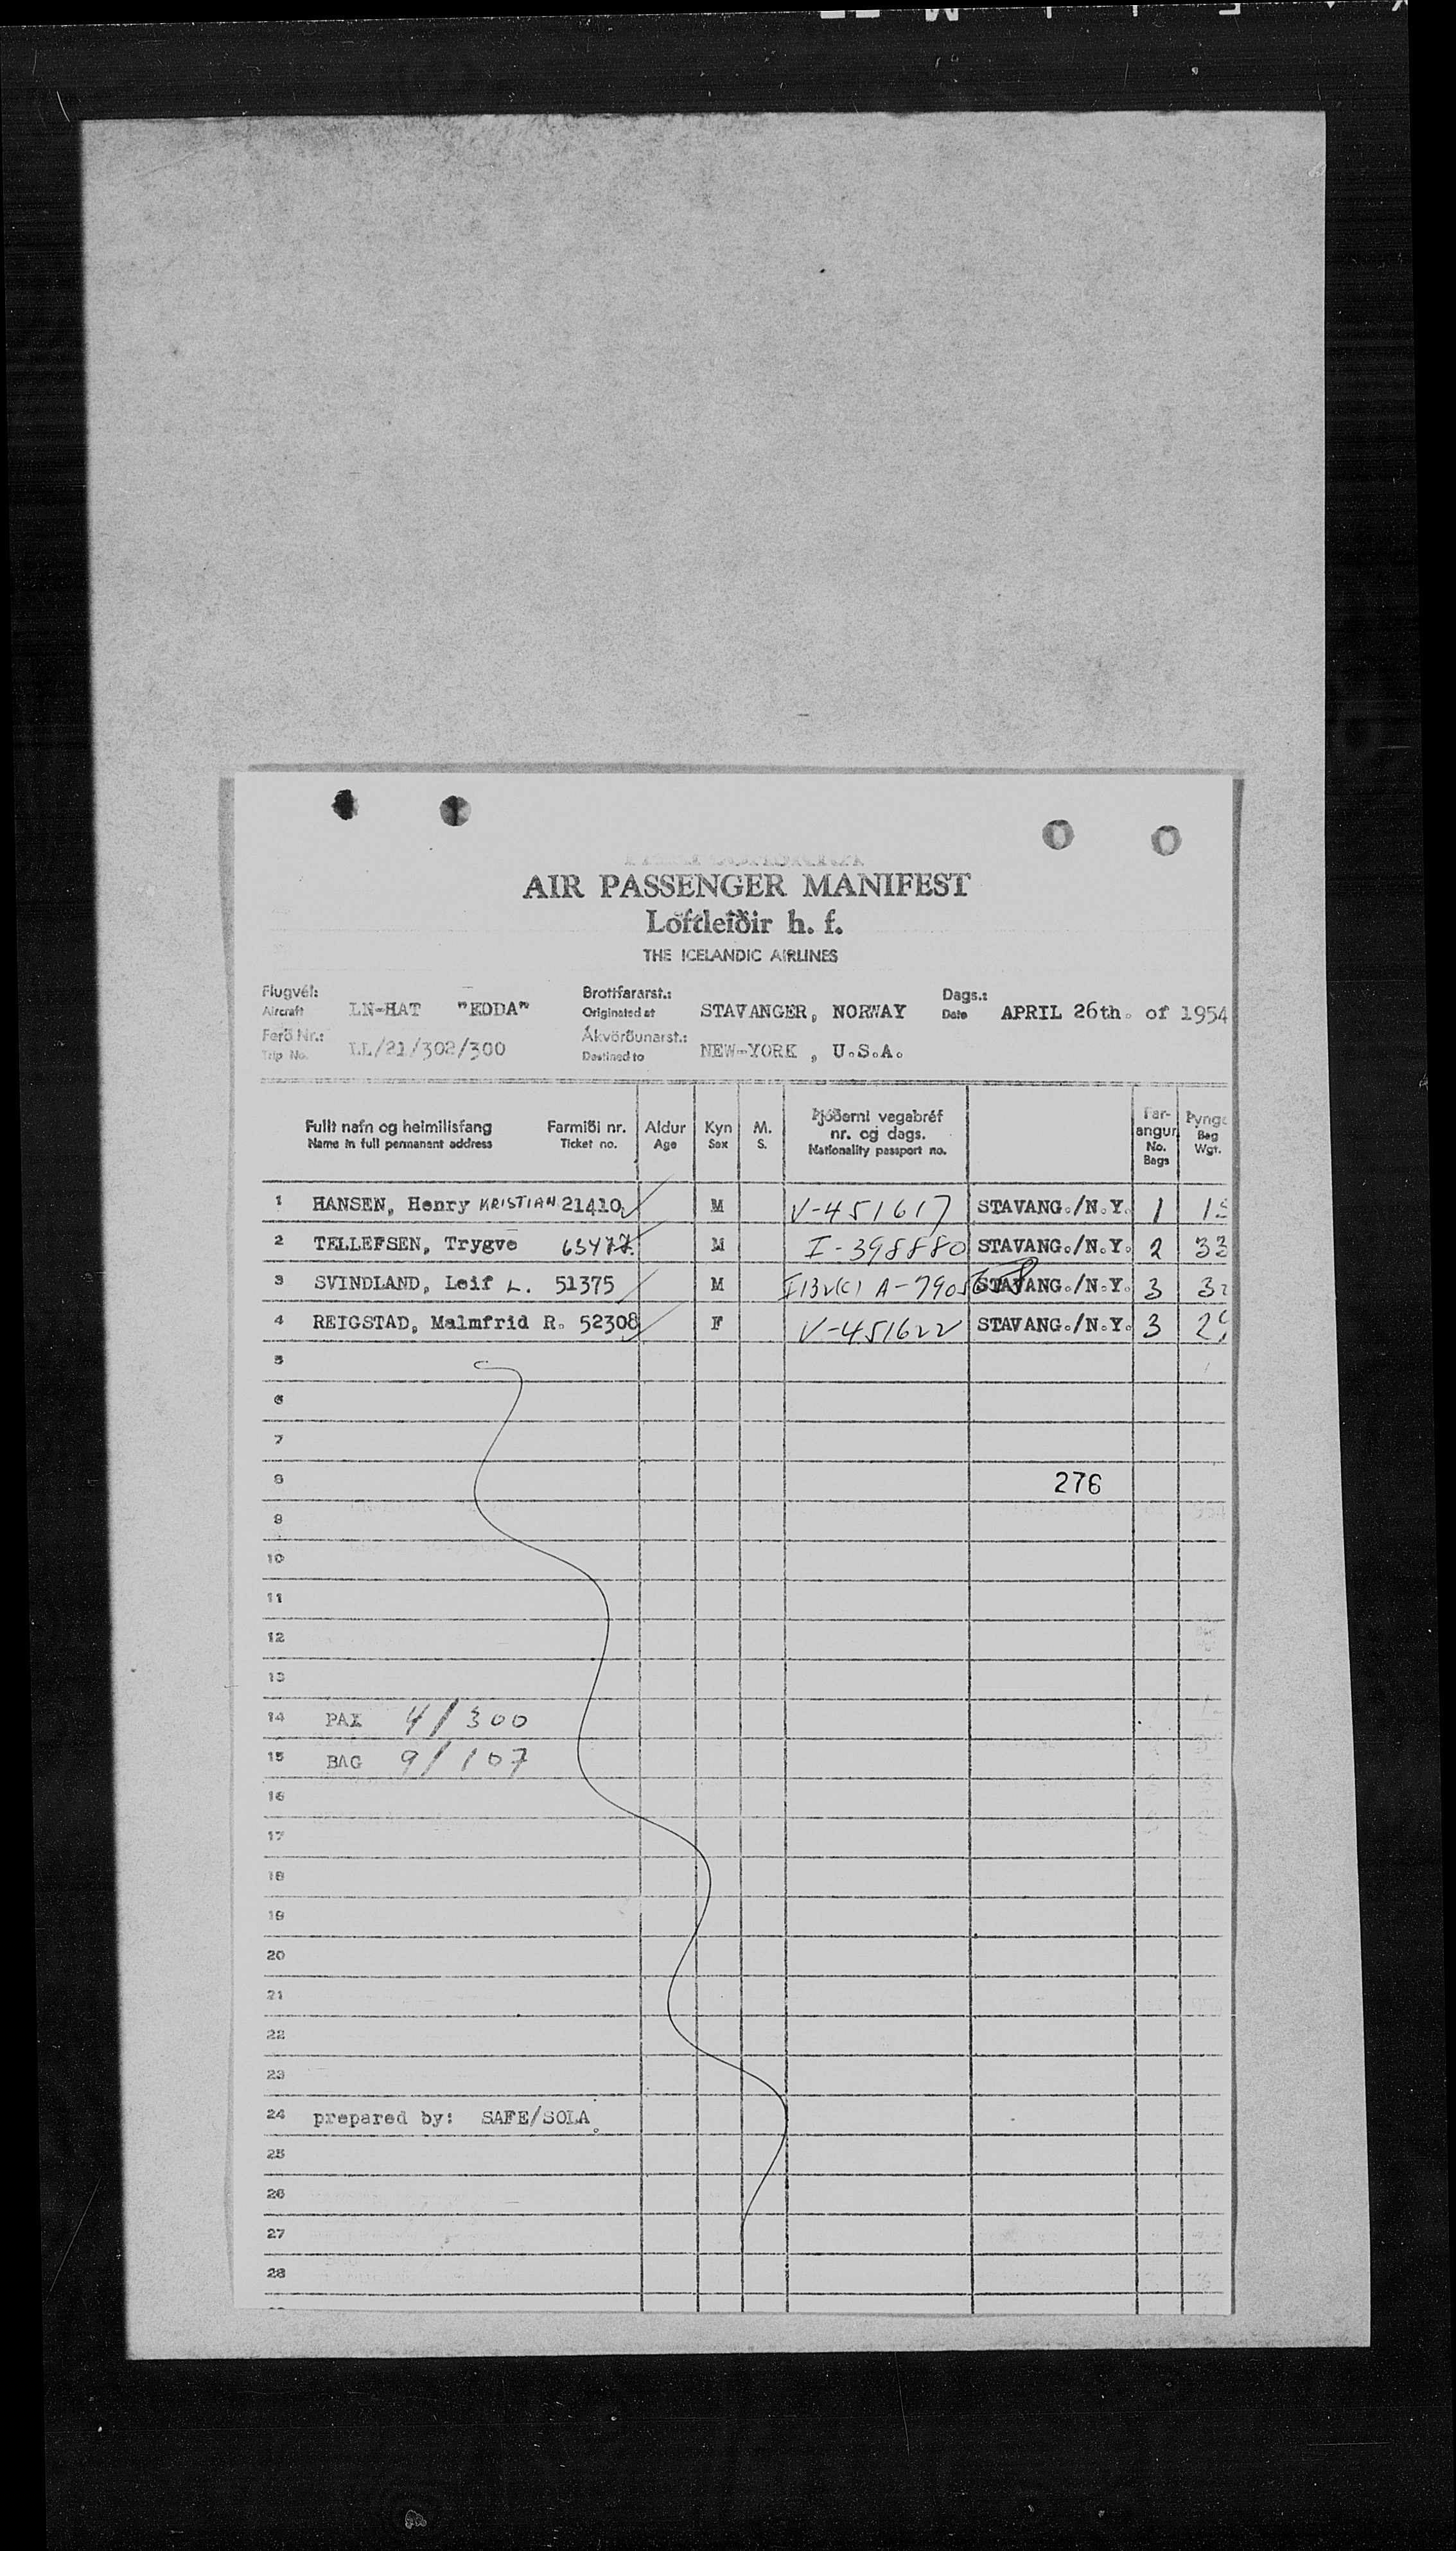 AIR PASSENGER MANIFEST
Loftleiðir h. f.
THE ICELANDIC AIRLINES
Flugvél: Brottfararst.: Dags.:
Aircraft LN-HAT "EDDA" Originated at STAVANGER, NORWAY Date APRIL 26th. of 1954
Ferð Nr.: Ákvörðunarst.:
Trip No. LL/21/302/300 Destined to NEW-YORK , U.S.A.
Fullt nafn og heimilisfang Farmiði nr. Aldur Kyn M. Þjóðerni vegabréf nr. og dags. Far-angur Þyngd
Name in full permanent address Ticket no. Age Sex S. Nationality passport no. No. Bags Bag Wgt.
1 HANSEN, Henry KRISTIAN 21410 M V-451617 STAVANG./N.Y. 1
2 TELLEFSEN, Trygve 63477 M I-398880 STAVANG./N.Y. 2 33
3 SVINDLAND, Leif L. 51375 M STAVANG./N.Y. 3
4 REIGSTAD, Malmfrid R. 52308 F V-451622 STAVANG./N.Y. 3
5
6
7
8 276
9
10
11
12
13
14 PAX 4/300
15 BAG 9/107
16
17
18
19
20
21
22
23
24 prepared by: SAFE/SOLA.
25
26
27
28